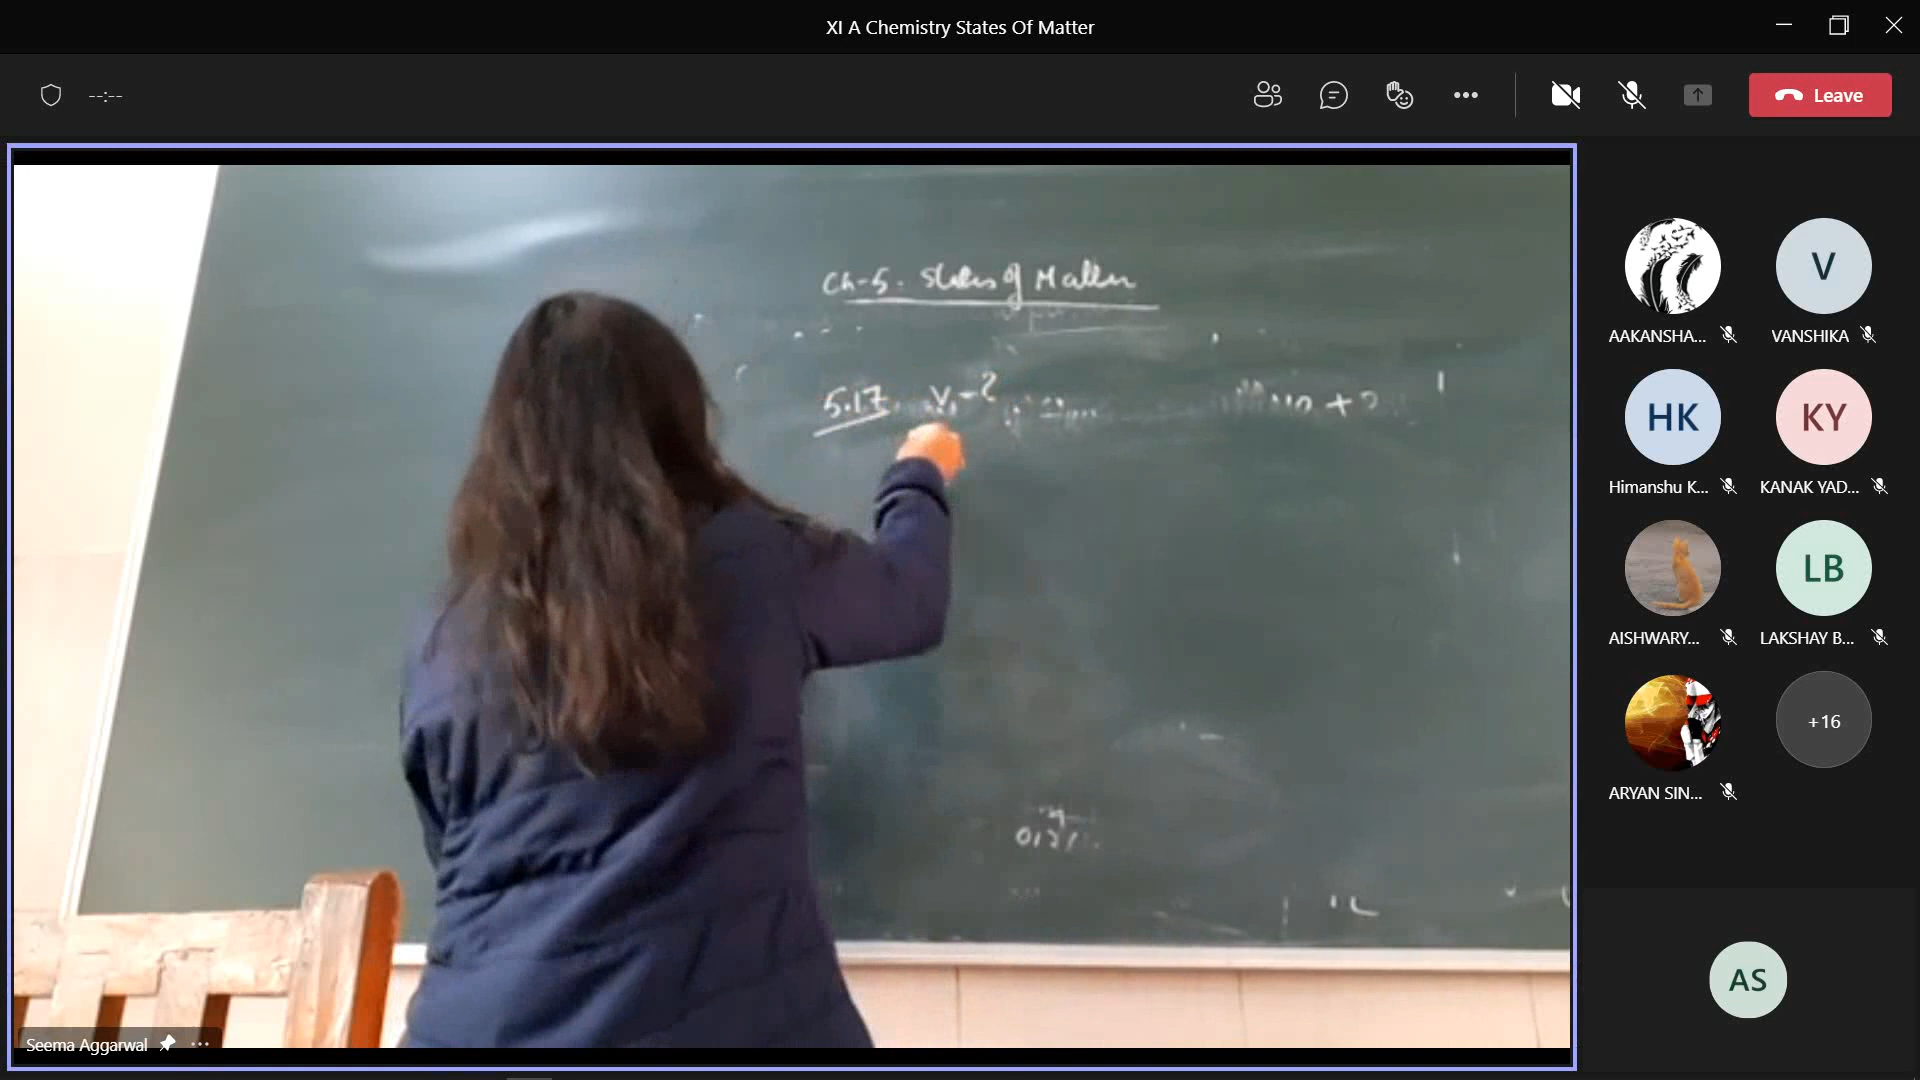 XI A Chemistry States Of Matter
--:--
Leave
Ch-5. States of Matter
5.17. V.-?
AAKANSHA...
V
VANSHIKA
HK
Himanshu K...
KY
KANAK YAD...
AISHWARY...
LB
LAKSHAY B...
ARYAN SIN...
+16
AS
Seema Aggarwal